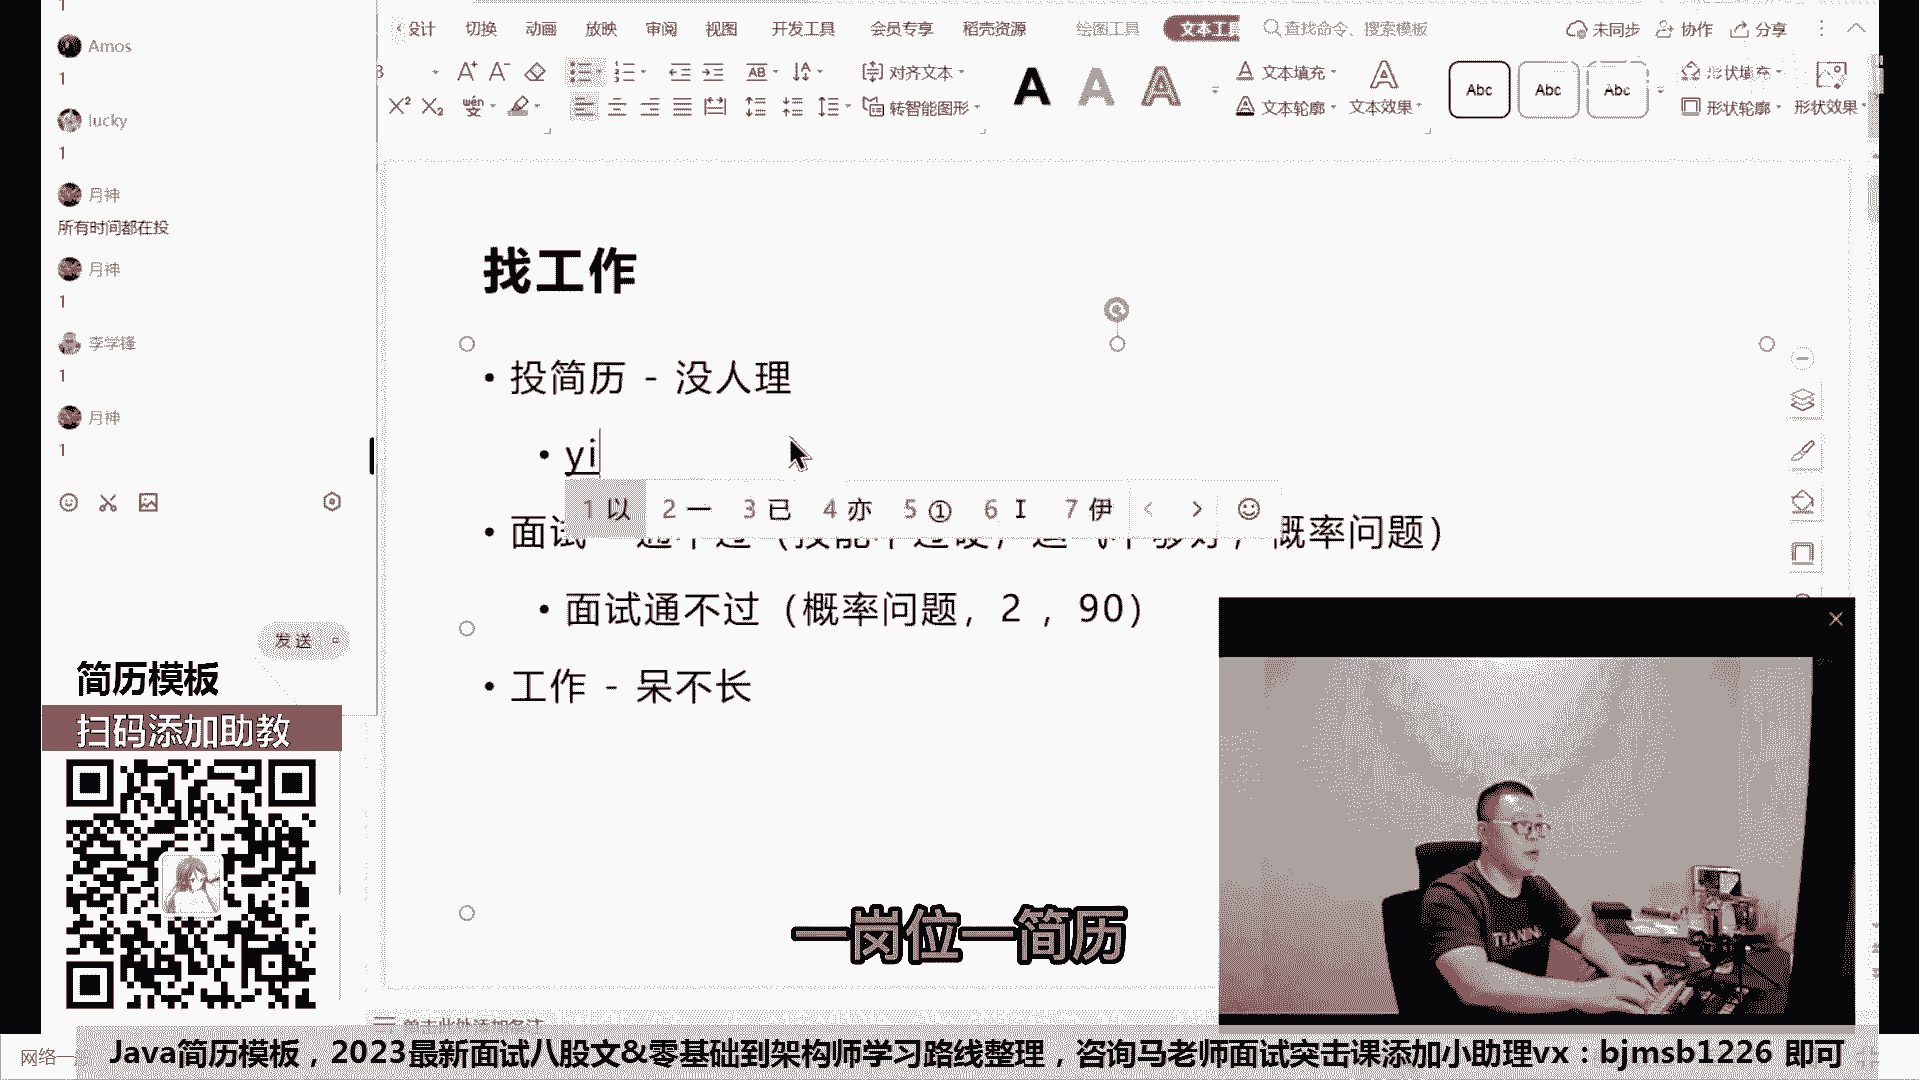 1
Amos
1
lucky
1
月神
所有时间都在投
月神
1
李学锋
1
月神
1
发送
简历模板
扫码添加助教
设计 切换 动画 放映 审阅 视图 开发工具 会员专享 稻壳资源 绘图工具 文本工具 查找命令、搜索模板 未同步 协作 分享
对齐文本 文本填充 形状填充
转智能图形 文本轮廓 文本效果 Abc Abc Abc 形状轮廓 形状效果
找工作
• 投简历 - 没人理
• yi
1 以 2 一 3 已 4 亦 5 ① 6 I 7 伊
• 面试 概率问题）
• 面试通不过（概率问题，2 ，90）
• 工作 - 呆不长
一岗位一简历
单击此处添加备注
网络一
Java简历模板，2023最新面试八股文&零基础到架构师学习路线整理，咨询马老师面试突击课添加小助理vx：bjmsb1226 即可